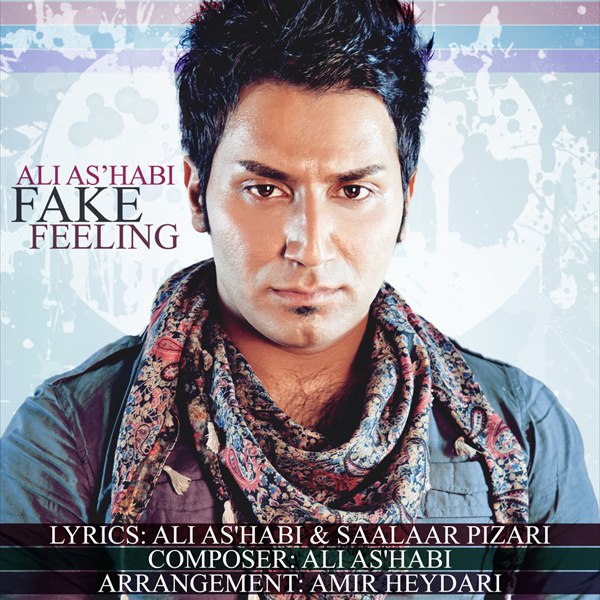 ALI AS'HABI
FAKE
FEELING
LYRICS: ALI AS'HABI & SAALAAR PIZARI
COMPOSER: ALI AS'HABI
ARRANGEMENT: AMIR HEYDARI